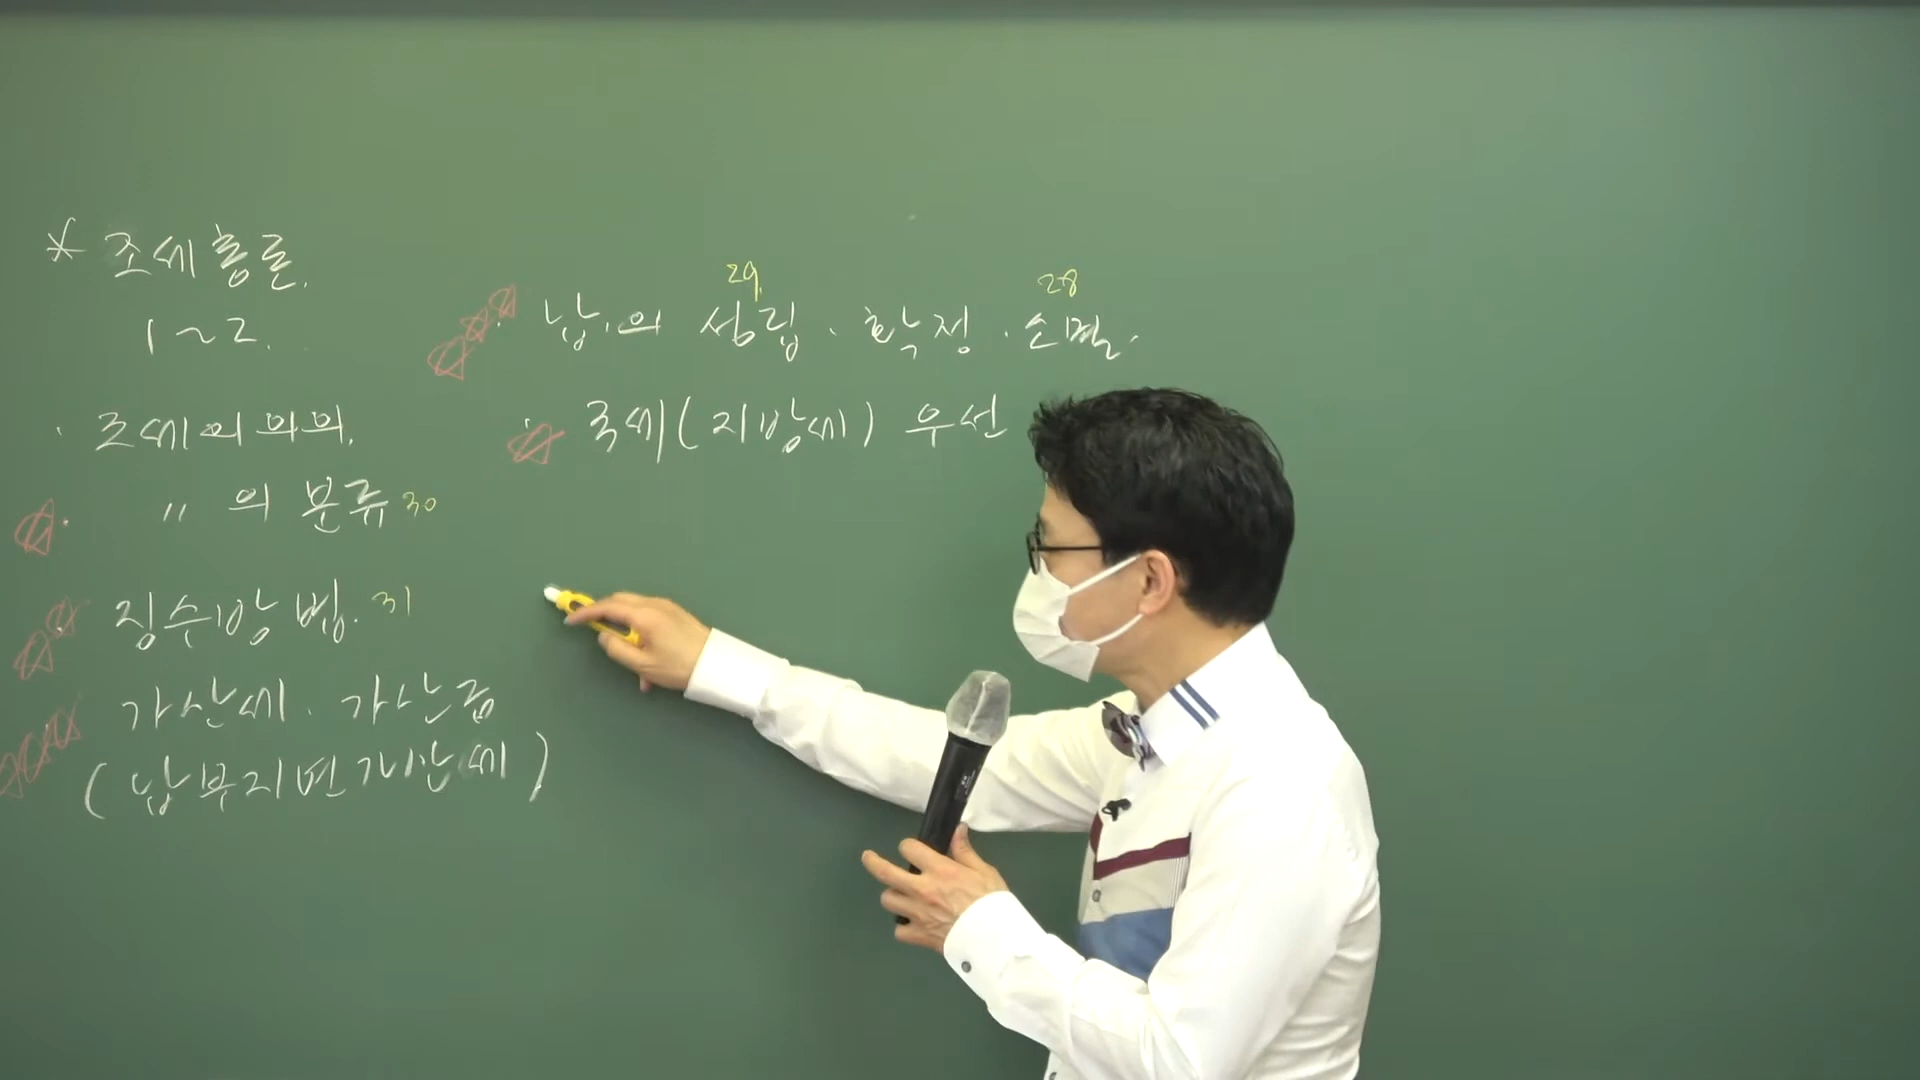 * 조세총론.
1~2.
· 조세의 의의.
〃 의 분류 30
징수방법. 31
가산세. 가산금
(납부지연가산세)
29 28
· 납.의 성립 · 확정 · 소멸.
· 국세(지방세) 우선